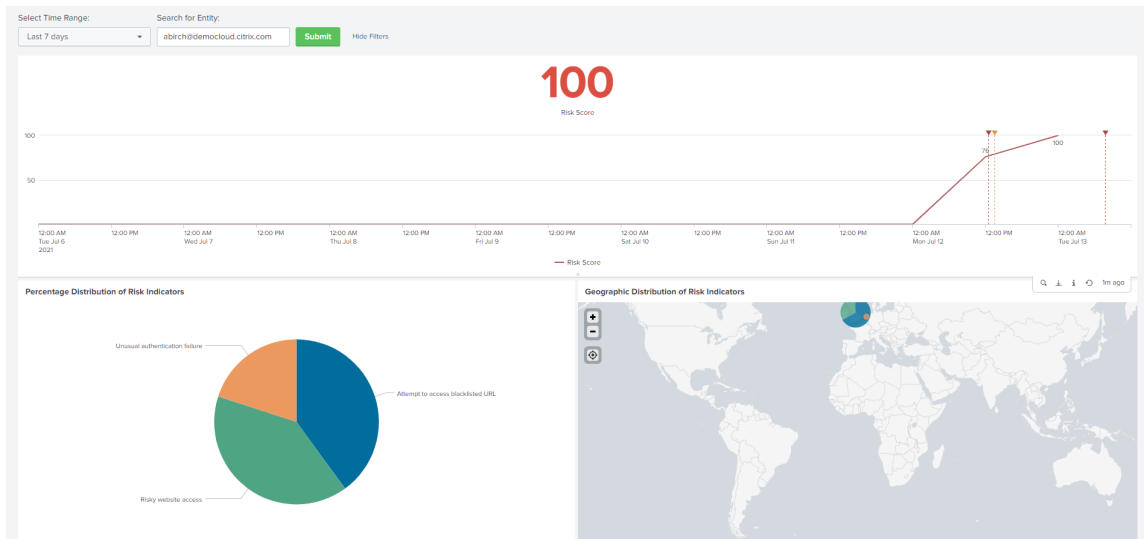 Select Time Range:
Search for Entity:
Last 7 days
abirch@democloud.citrix.com
Submit
Hide Filters
100
Risk Score
100
50
76
100
12:00 AM
Tue Jul 6
2021
12:00 PM
12:00 AM
Wed Jul 7
12:00 PM
12:00 AM
Thu Jul 8
12:00 PM
12:00 AM
Fri Jul 9
12:00 PM
12:00 AM
Sat Jul 10
12:00 PM
12:00 AM
Sun Jul 11
12:00 PM
12:00 AM
Mon Jul 12
12:00 PM
12:00 AM
Tue Jul 13
Risk Score
1m ago
Percentage Distribution of Risk Indicators
Unusual authentication failure
Attempt to access blacklisted URL
Risky website access
Geographic Distribution of Risk Indicators